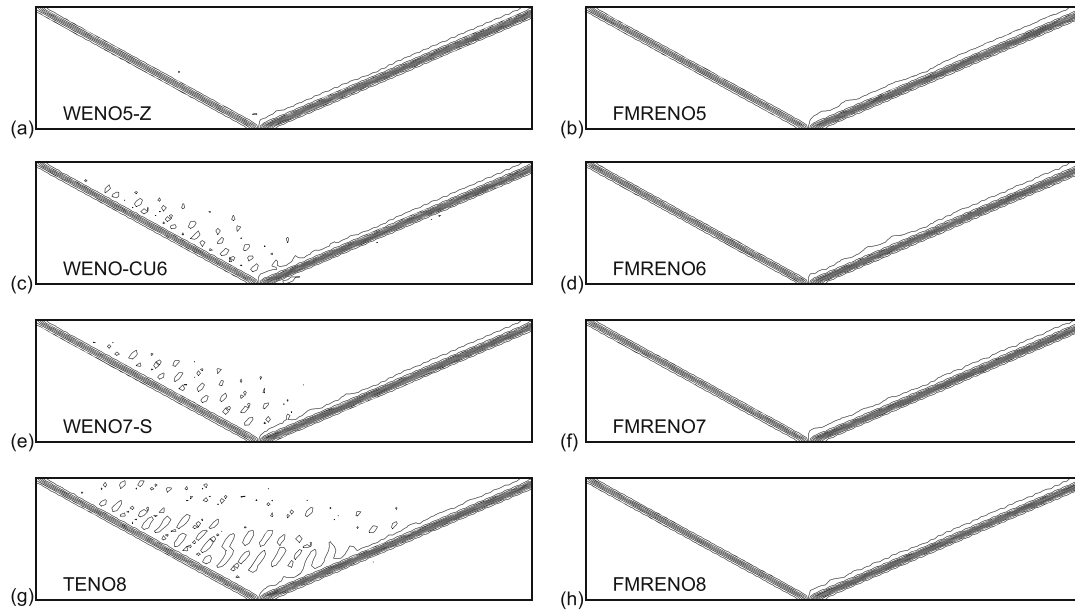 WENO5-Z
(a)
FMRENO5
(b)
WENO-CU6
(c)
FMRENO6
(d)
WENO7-S
(e)
FMRENO7
(f)
TENO8
(g)
FMRENO8
(h)